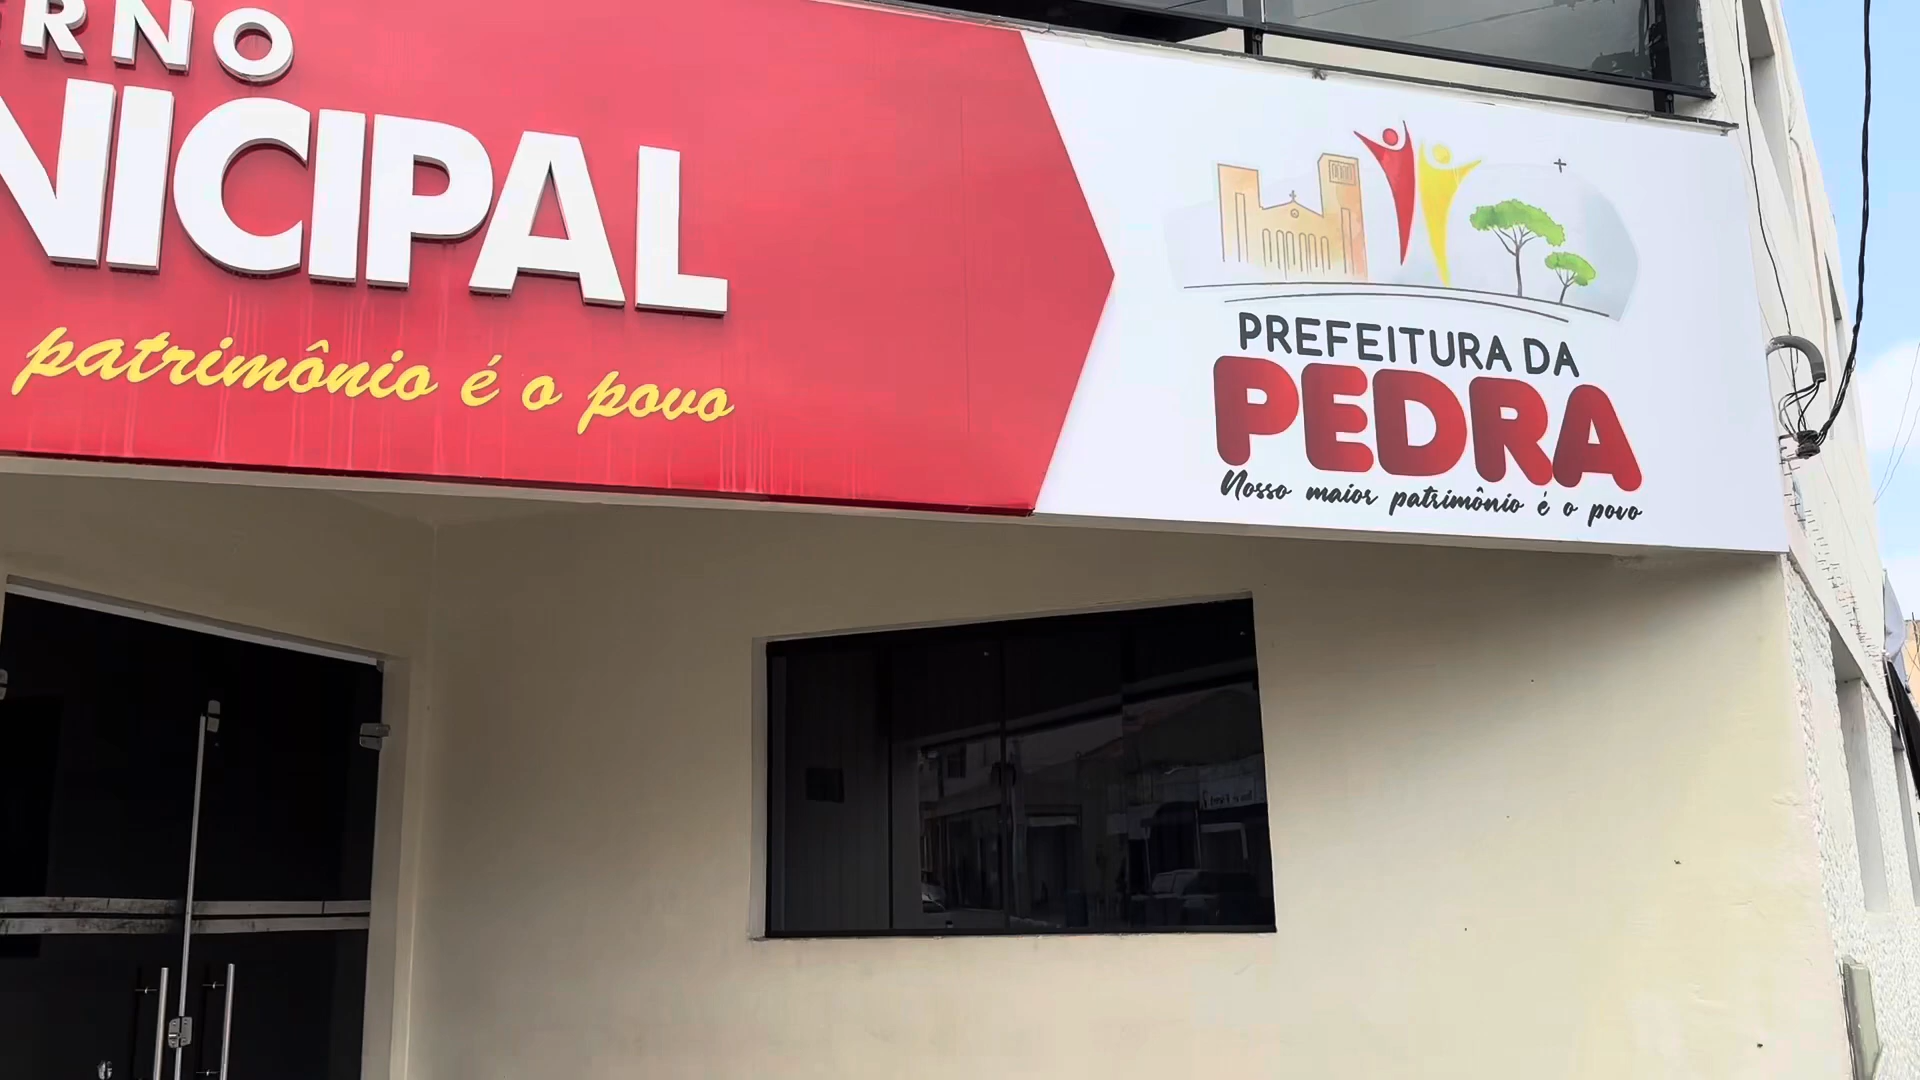 RNO
NICIPAL
patrimônio é o povo
PREFEITURA DA
PEDRA
Nosso maior patrimônio é o povo